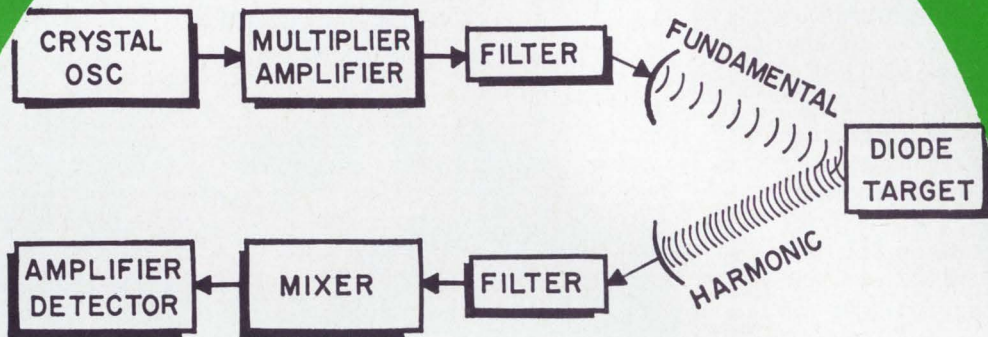 CRYSTAL
OSC
MULTIPLIER
AMPLIFIER
FILTER
FUNDAMENTAL
DIODE
TARGET
HARMONIC
FILTER
MIXER
AMPLIFIER
DETECTOR